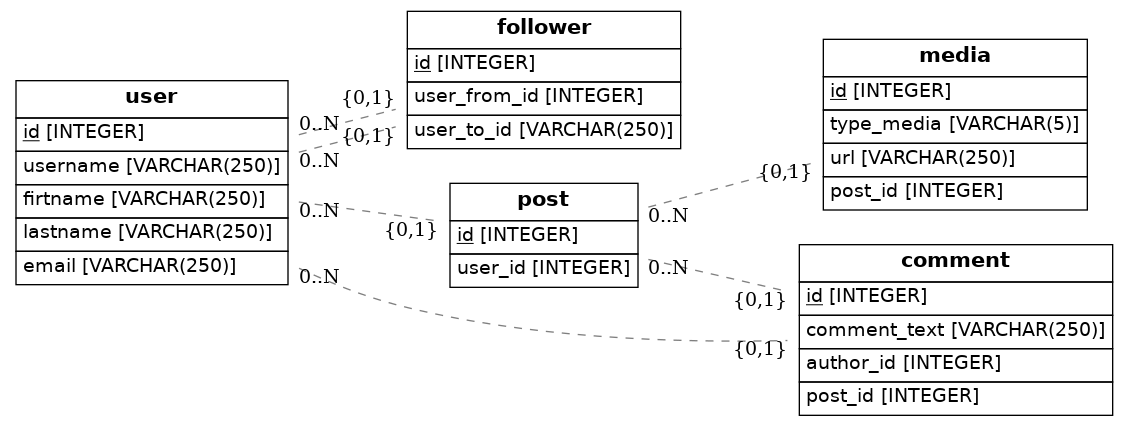 user
id [INTEGER]
username [VARCHAR(250)]
firtname [VARCHAR(250)]
lastname [VARCHAR(250)]
email [VARCHAR(250)]
follower
id [INTEGER]
user_from_id [INTEGER]
user_to_id [VARCHAR(250)]
{0,1}
0..N
{0,1}
0..N
0..N
{0,1}
0..N
{0,1}
post
id [INTEGER]
user_id [INTEGER]
{0,1}
0..N
0..N
{0,1}
media
id [INTEGER]
type_media [VARCHAR(5)]
url [VARCHAR(250)]
post_id [INTEGER]
comment
id [INTEGER]
comment_text [VARCHAR(250)]
author_id [INTEGER]
post_id [INTEGER]